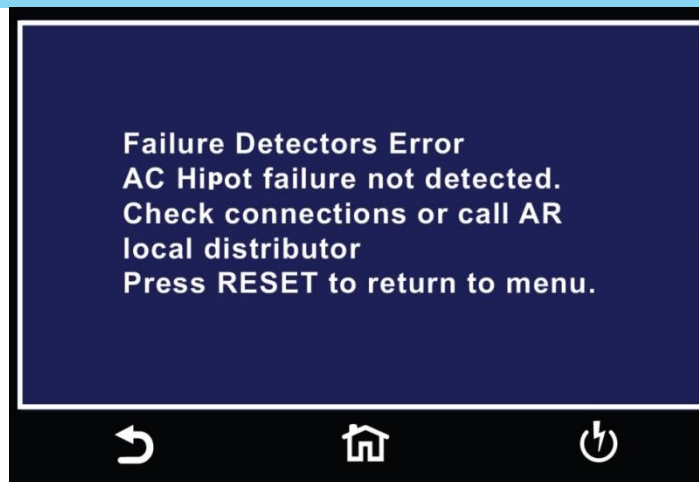 Failure Detectors Error
AC Hipot failure not detected.
Check connections or call AR
local distributor
Press RESET to return to menu.